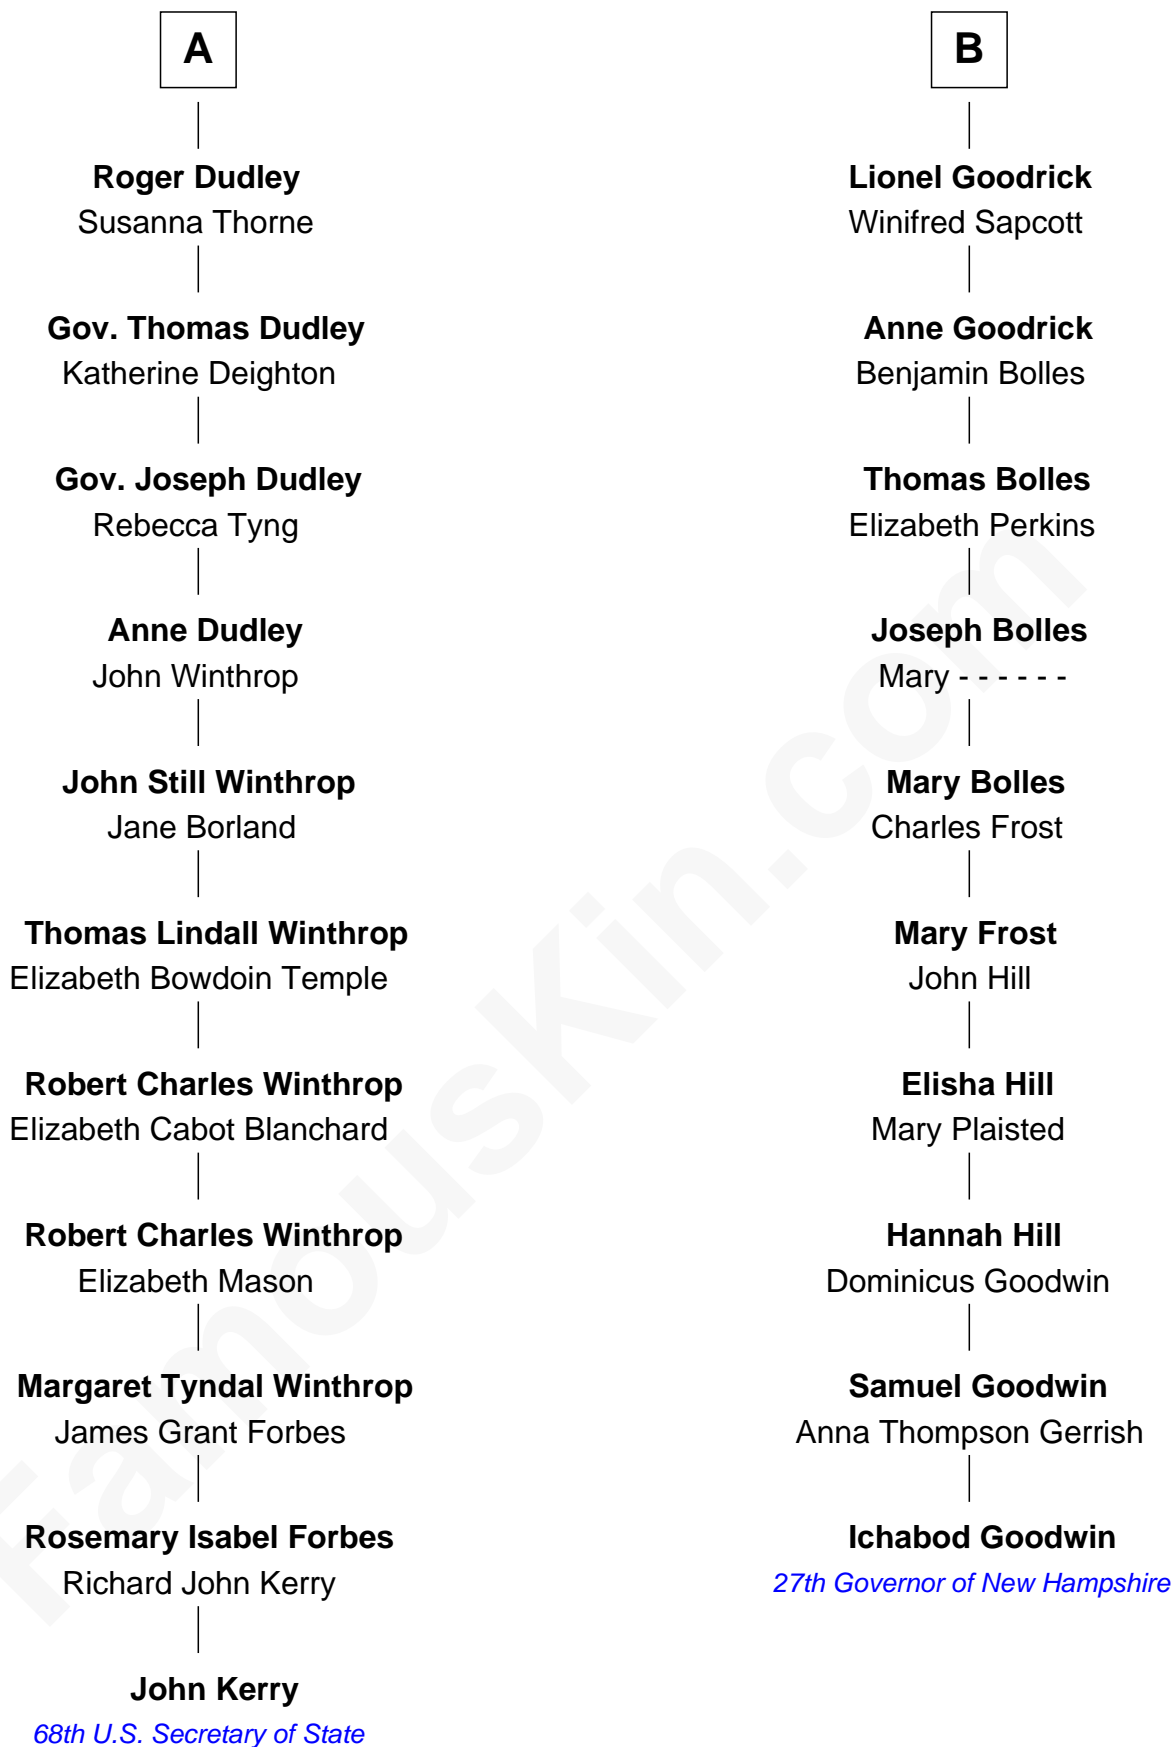 A
Roger Dudley
Susanna Thorne
Gov. Thomas Dudley
Katherine Deighton
Gov. Joseph Dudley
Rebecca Tyng
Anne Dudley
John Winthrop
John Still Winthrop
Jane Borland
Thomas Lindall Winthrop
Elizabeth Bowdoin Temple
Robert Charles Winthrop
Elizabeth Cabot Blanchard
Robert Charles Winthrop
Elizabeth Mason
Margaret Tyndal Winthrop
James Grant Forbes
Rosemary Isabel Forbes
Richard John Kerry
John Kerry
68th U.S. Secretary of State
B
Lionel Goodrick
Winifred Sapcott
Anne Goodrick
Benjamin Bolles
Thomas Bolles
Elizabeth Perkins
Joseph Bolles
Mary - - - - - -
Mary Bolles
Charles Frost
Mary Frost
John Hill
Elisha Hill
Mary Plaisted
Hannah Hill
Dominicus Goodwin
Samuel Goodwin
Anna Thompson Gerrish
Ichabod Goodwin
27th Governor of New Hampshire
FamousKin.com